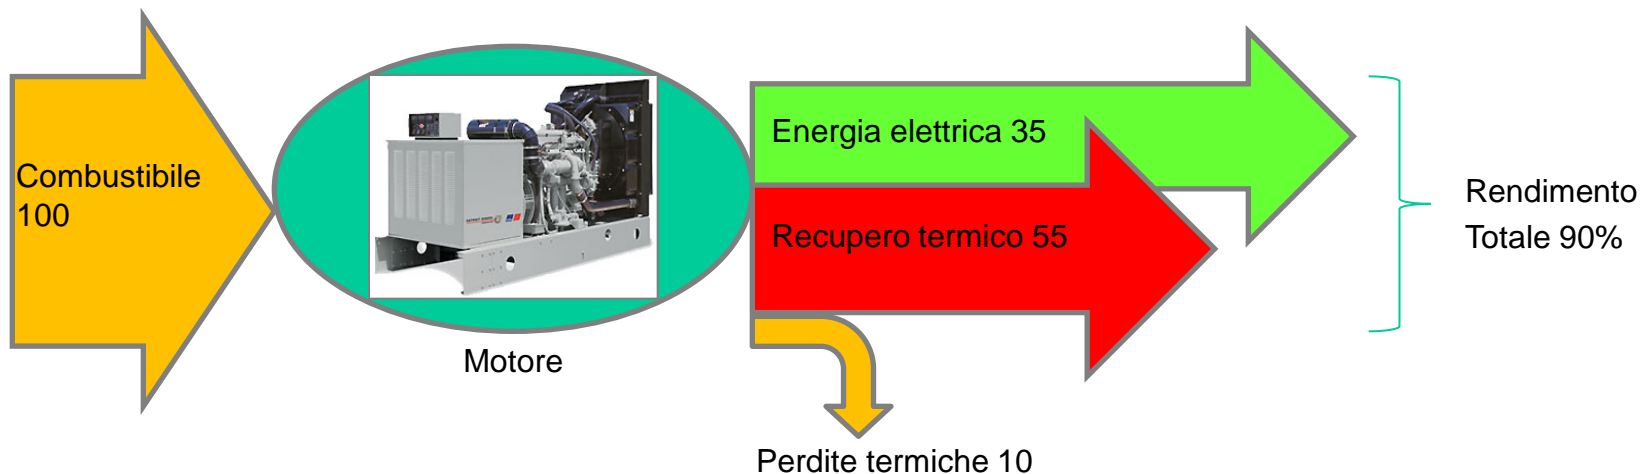 Combustibile
100
Motore
Energia elettrica 35
Recupero termico 55
Perdite termiche 10
Rendimento
Totale 90%